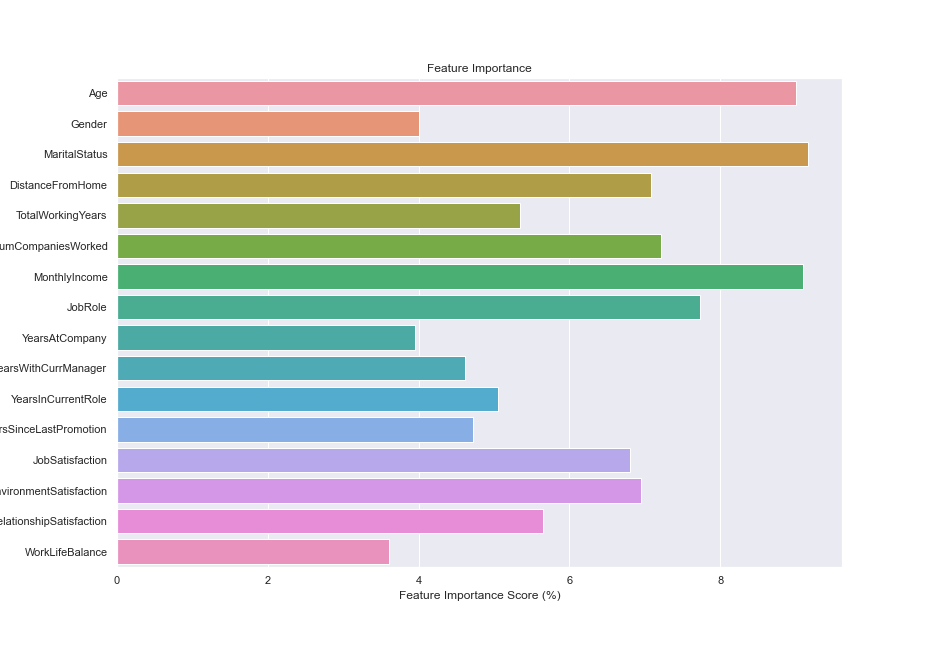 Feature Importance
Age
Gender
MaritalStatus
DistanceFromHome
TotalWorkingYears
umCompaniesWorked
MonthlyIncome
JobRole
YearsAtCompany
earsWithCurrManager
YearsInCurrentRole
rsSinceLastPromotion
JobSatisfaction
nvironmentSatisfaction
elationshipSatisfaction
WorkLifeBalance
0 2 4 6 8
Feature Importance Score (%)